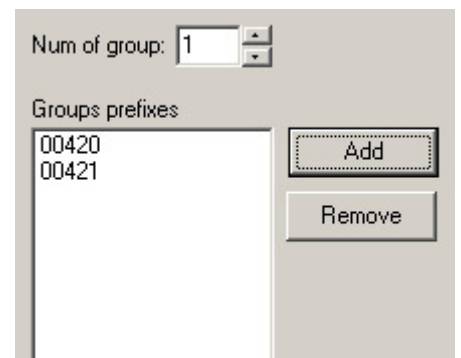 Num of group: 1
Groups prefixes
00420
00421
Add
Remove